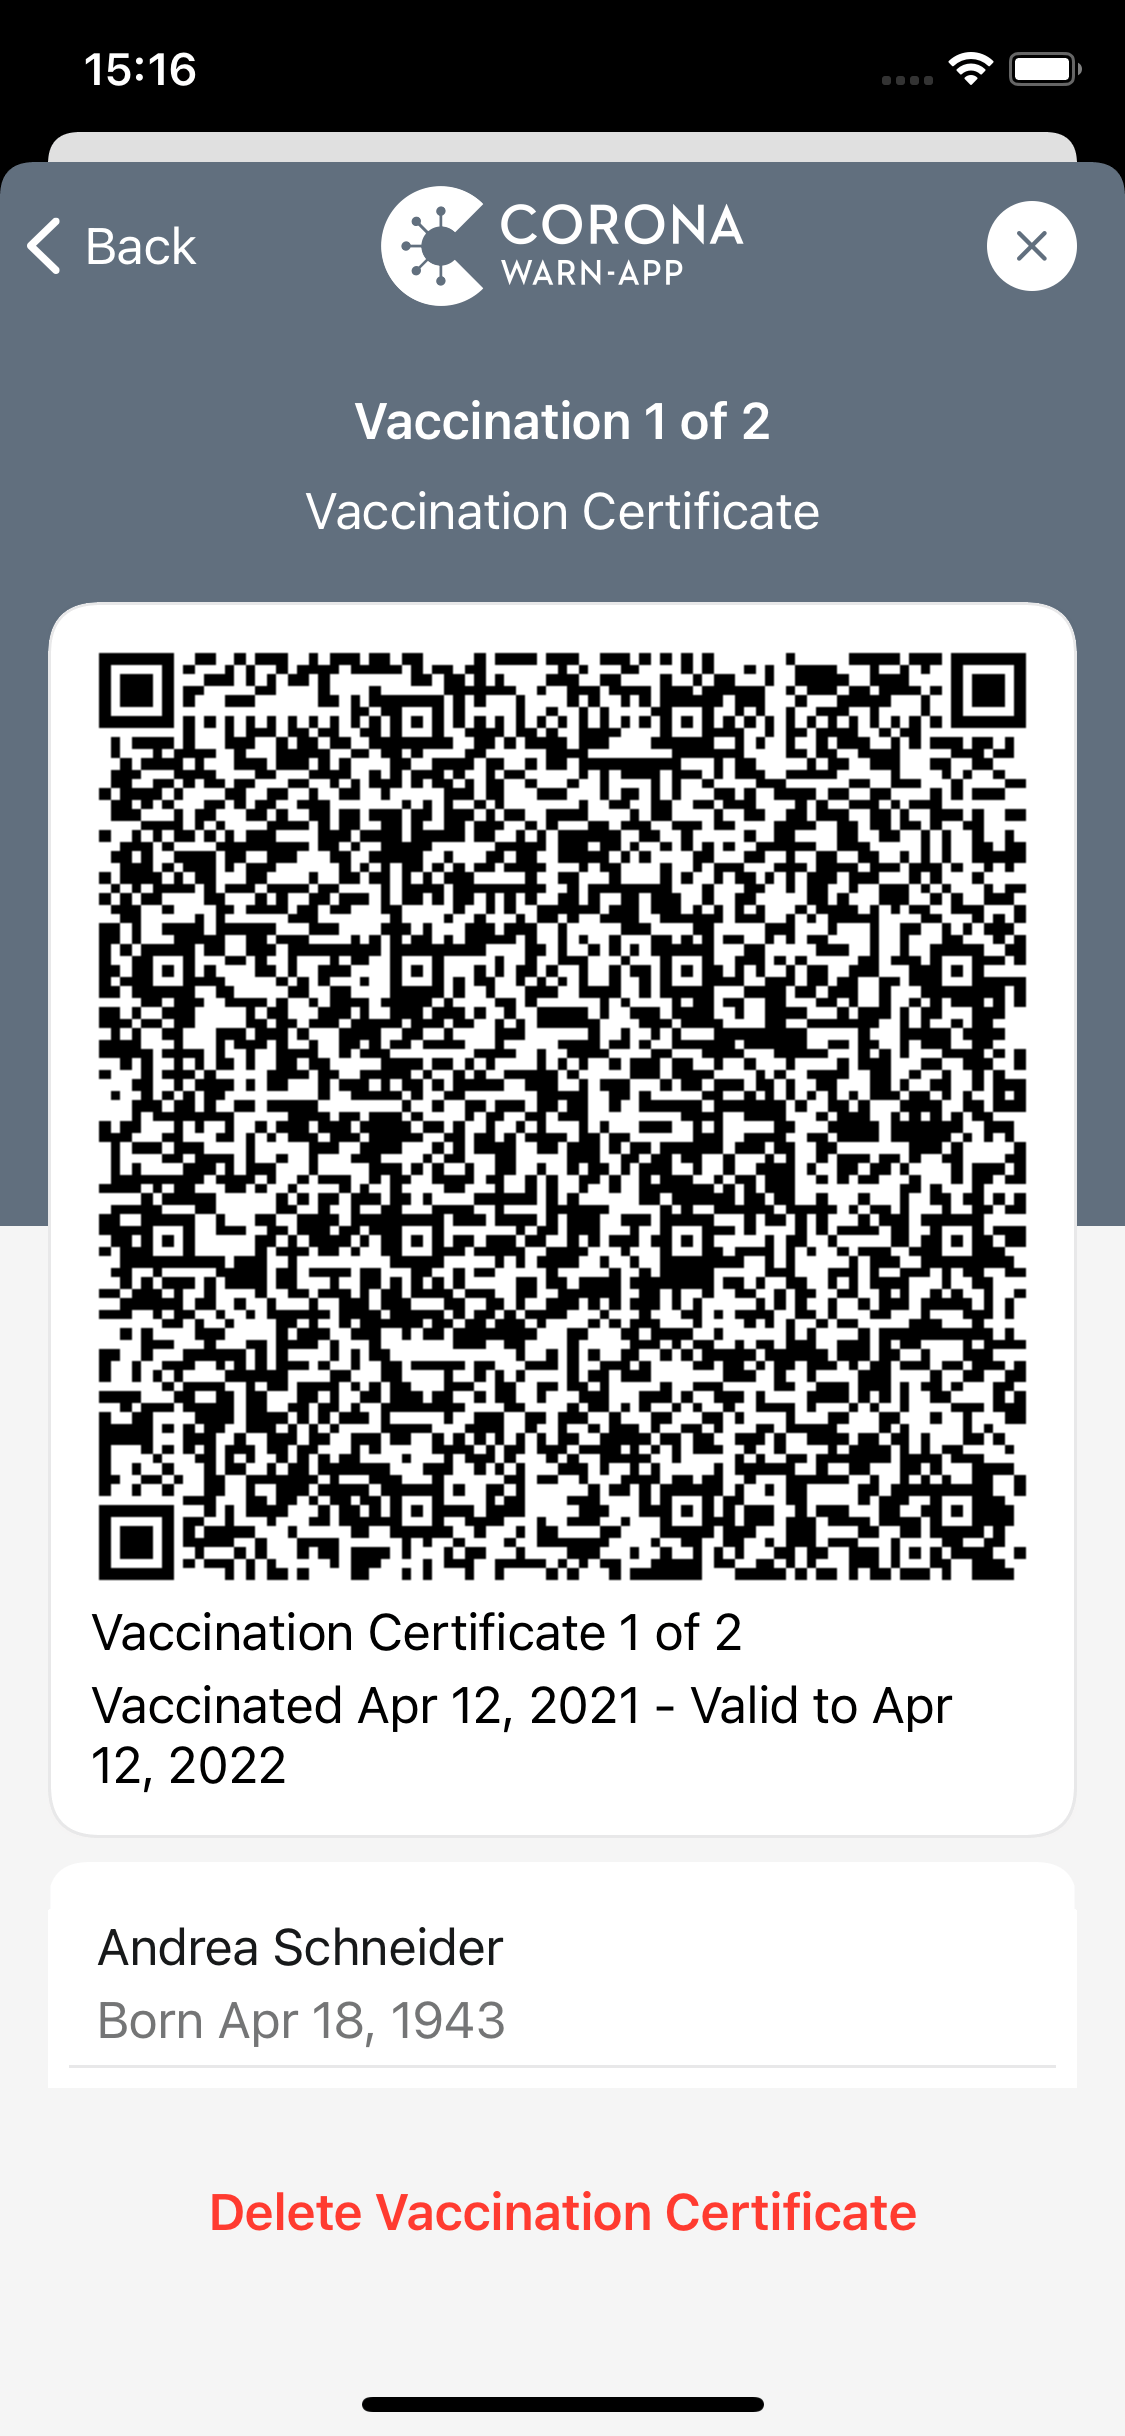 15:16
Back
CORONA
WARN-APP
Vaccination 1 of 2
Vaccination Certificate
Vaccination Certificate 1 of 2
Vaccinated Apr 12, 2021 - Valid to Apr
12, 2022
Andrea Schneider
Born Apr 18, 1943
Delete Vaccination Certificate